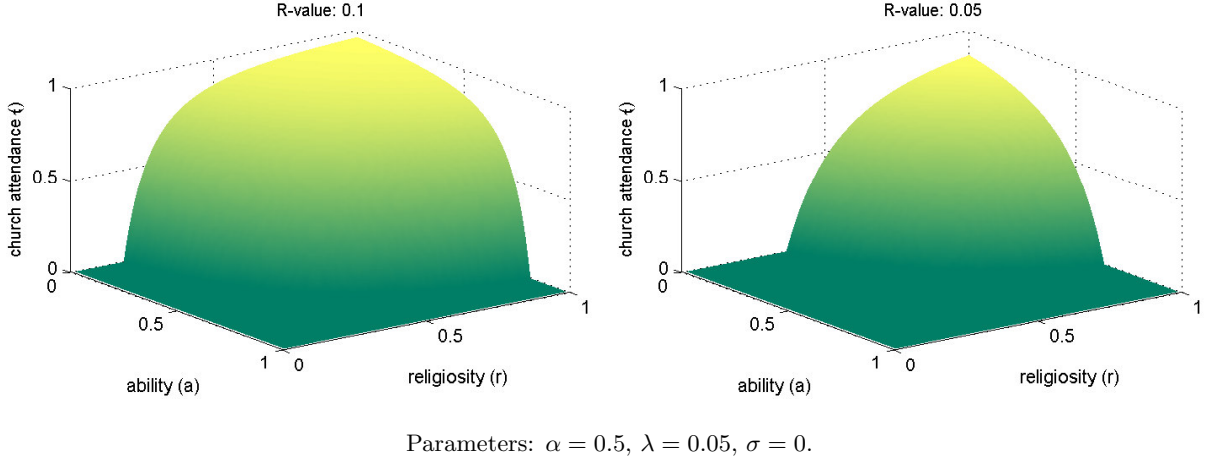 R-value: 0.1
1
0.5
0
church attendance (t)
0
0.5
1
ability (a)
0
0.5
1
religiosity (r)
R-value: 0.05
1
0.5
0
church attendance (t)
0
0.5
1
ability (a)
0
0.5
1
religiosity (r)
Parameters: α = 0.5, λ = 0.05, σ = 0.